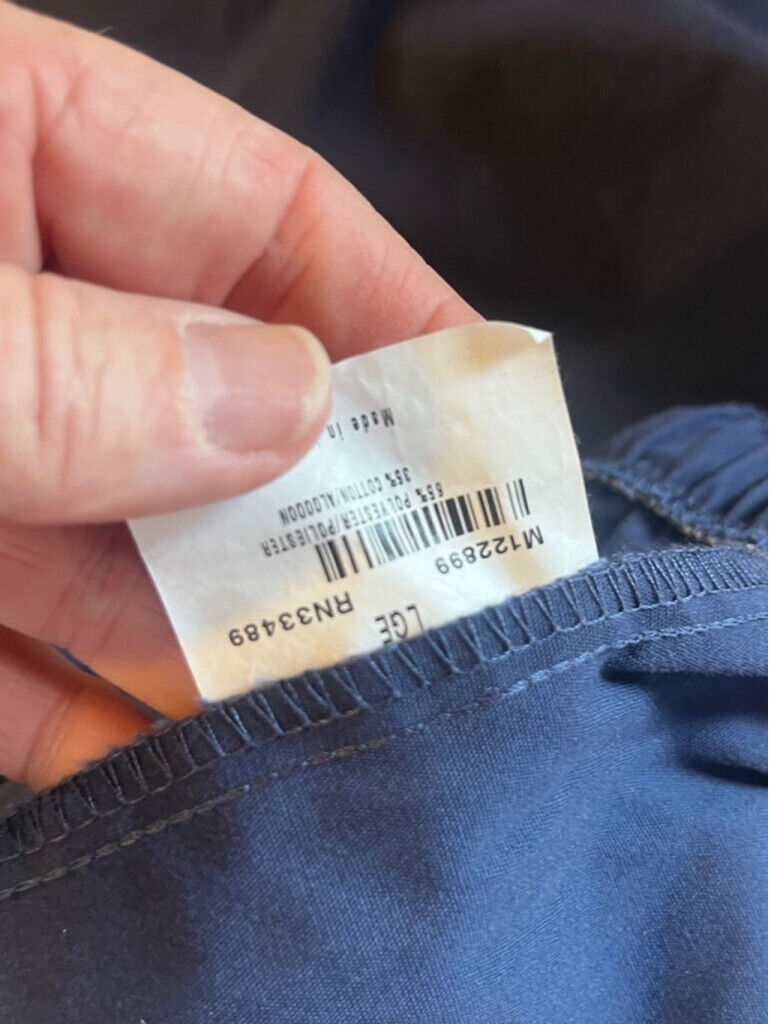 LGE
M122899 RN33489
65% POLYESTER/POLIESTER
35% COTTON/ALGODON
Made in